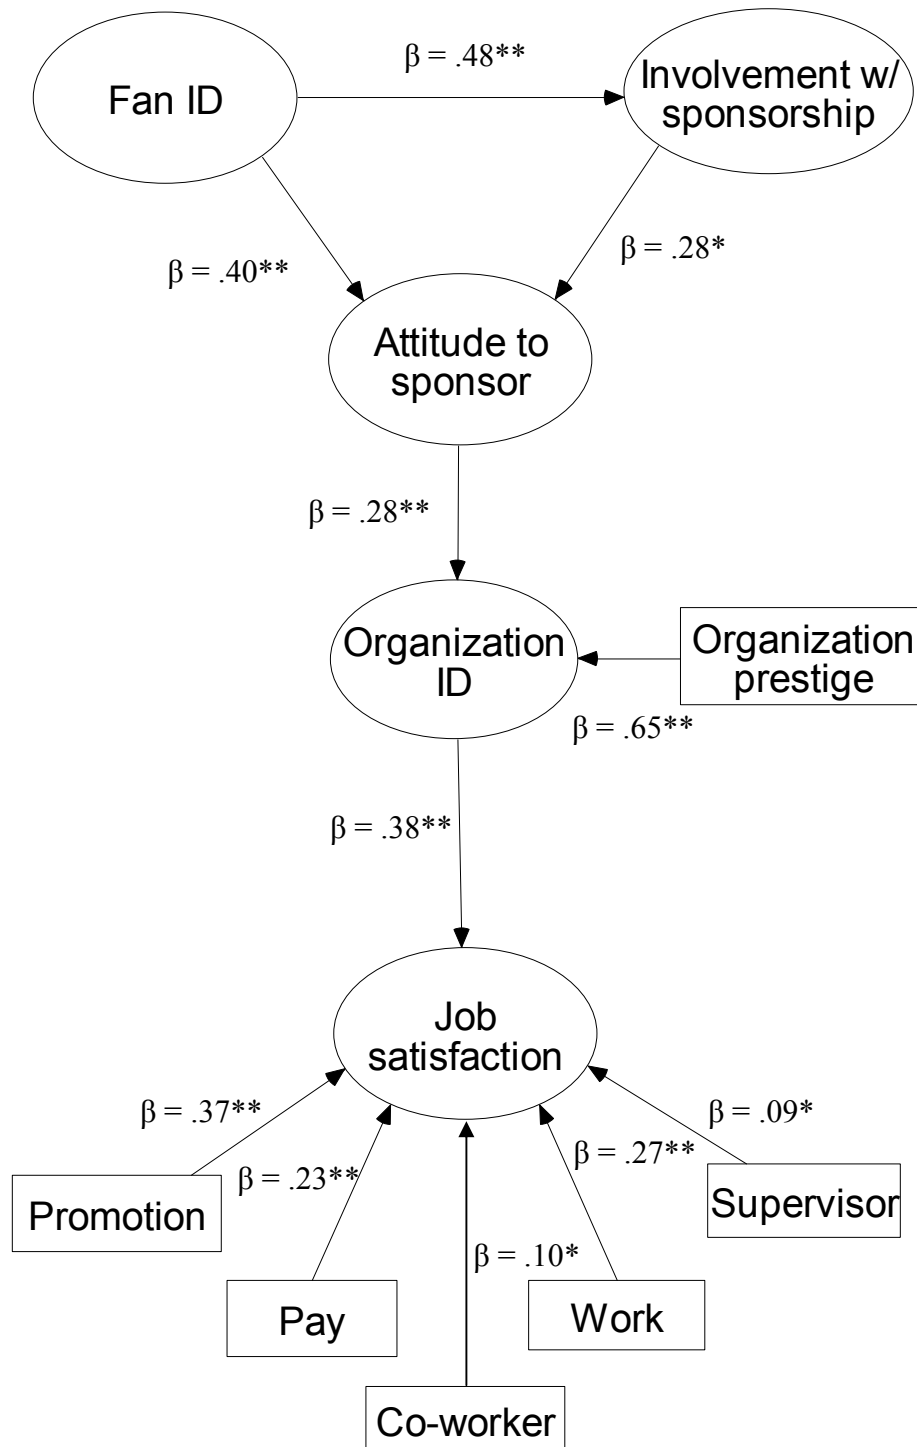 β = .48**
Fan ID
Involvement w/
sponsorship
β = .40**
β = .28*
Attitude to
sponsor
β = .28**
Organization
ID
Organization
prestige
β = .65**
β = .38**
Job
satisfaction
β = .37**
β = .09*
β = .23**
β = .27**
Promotion
Supervisor
β = .10*
Pay
Work
Co-worker